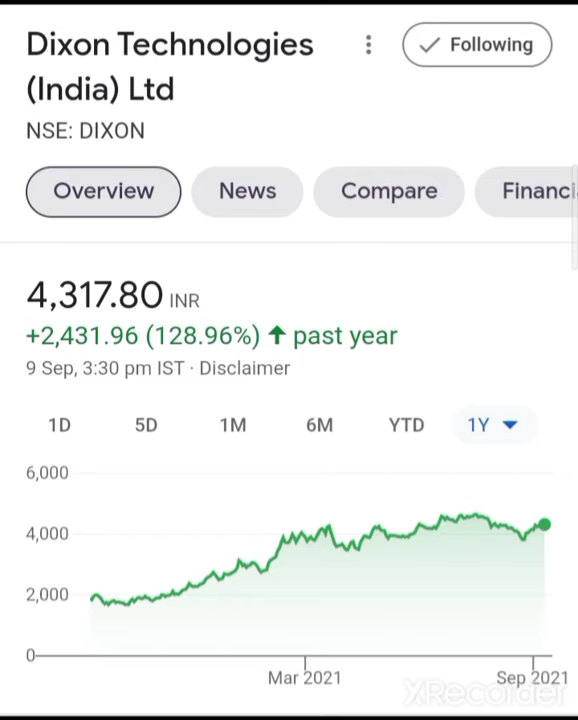 Dixon Technologies
(India) Ltd
Following
NSE: DIXON
Overview News Compare Financi
4,317.80 INR
+2,431.96 (128.96%) ↑ past year
9 Sep, 3:30 pm IST · Disclaimer
1D 5D 1M 6M YTD 1Y
6,000
4,000
2,000
0
Mar 2021 Sep 2021
XRecorder